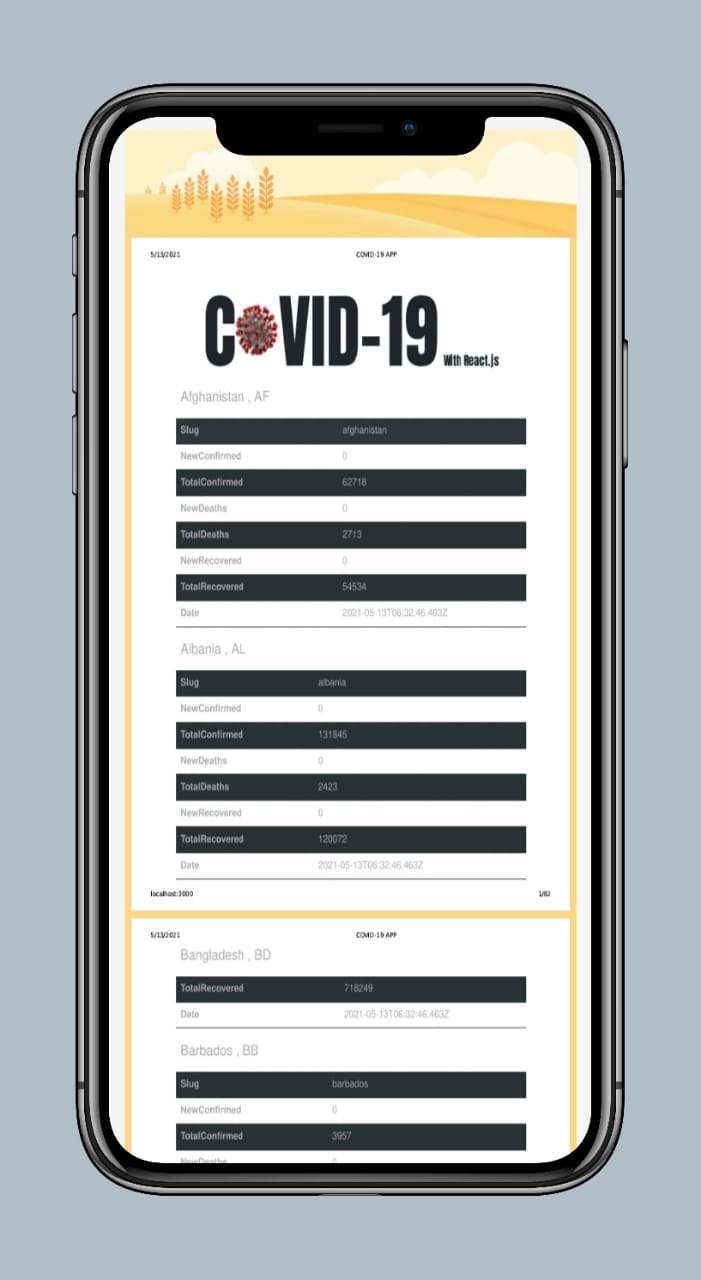 5/13/2021 COVID-19 APP
COVID-19 With React.js
Afghanistan , AF
Slug afghanistan
NewConfirmed 0
TotalConfirmed 62718
NewDeaths 0
TotalDeaths 2713
NewRecovered 0
TotalRecovered 54534
Date 2021-05-13T06:32:46.463Z
Albania , AL
Slug albania
NewConfirmed 0
TotalConfirmed 131845
NewDeaths 0
TotalDeaths 2423
NewRecovered 0
TotalRecovered 120072
Date 2021-05-13T06:32:46.463Z
localhost:3000 1/82
5/13/2021 COVID-19 APP
Bangladesh , BD
TotalRecovered 718249
Date 2021-05-13T06:32:46.463Z
Barbados , BB
Slug barbados
NewConfirmed 0
TotalConfirmed 3957
NewDeaths 0